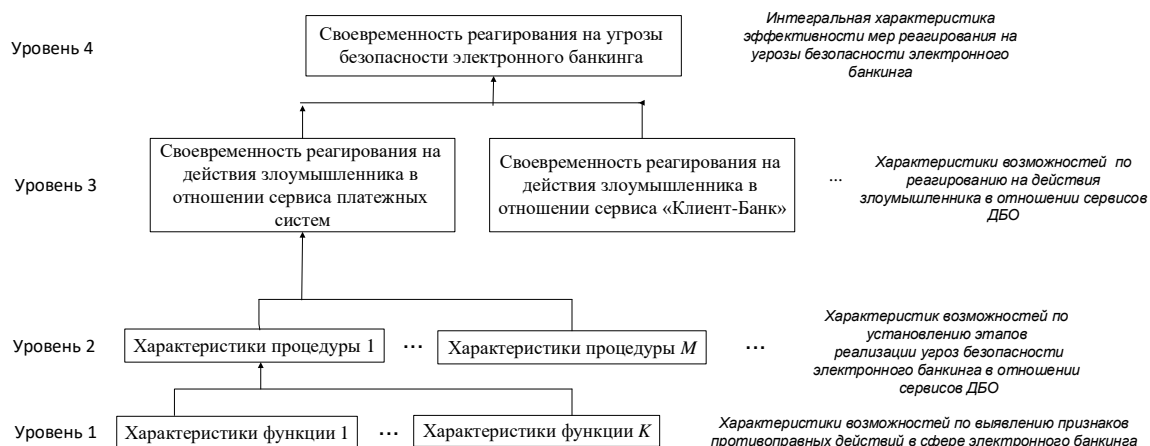 Уровень 4
Своевременность реагирования на угрозы
безопасности электронного банкинга
Интегральная характеристика
эффективности мер реагирования на
угрозы безопасности электронного
банкинга
Уровень 3
Своевременность реагирования на
действия злоумышленника в
отношении сервиса платежных
систем
Своевременность реагирования на
действия злоумышленника в
отношении сервиса «Клиент-Банк»
...
Характеристики возможностей по
реагированию на действия
злоумышленника в отношении сервисов
ДБО
Уровень 2
Характеристики процедуры 1
...
Характеристики процедуры M
...
Характеристик возможностей по
установлению этапов
реализации угроз безопасности
электронного банкинга в отношении
сервисов ДБО
Уровень 1
Характеристики функции 1
...
Характеристики функции K
Характеристики возможностей по выявлению признаков
противоправных действий в сфере электронного банкинга